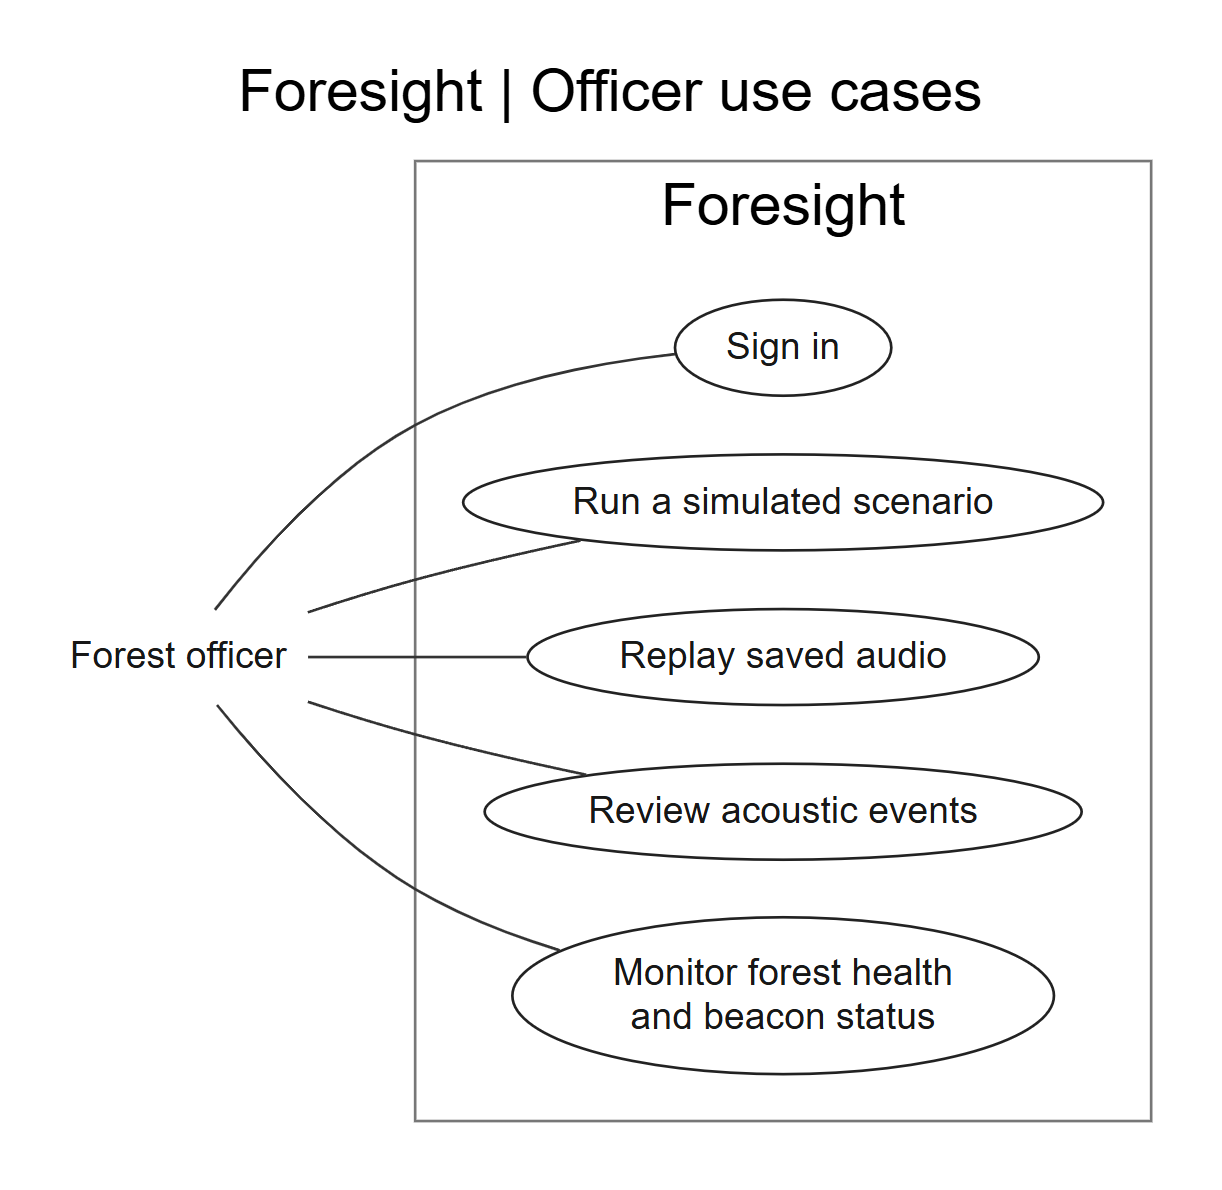 Foresight | Officer use cases
Foresight
Sign in
Run a simulated scenario
Forest officer
Replay saved audio
Review acoustic events
Monitor forest health
and beacon status